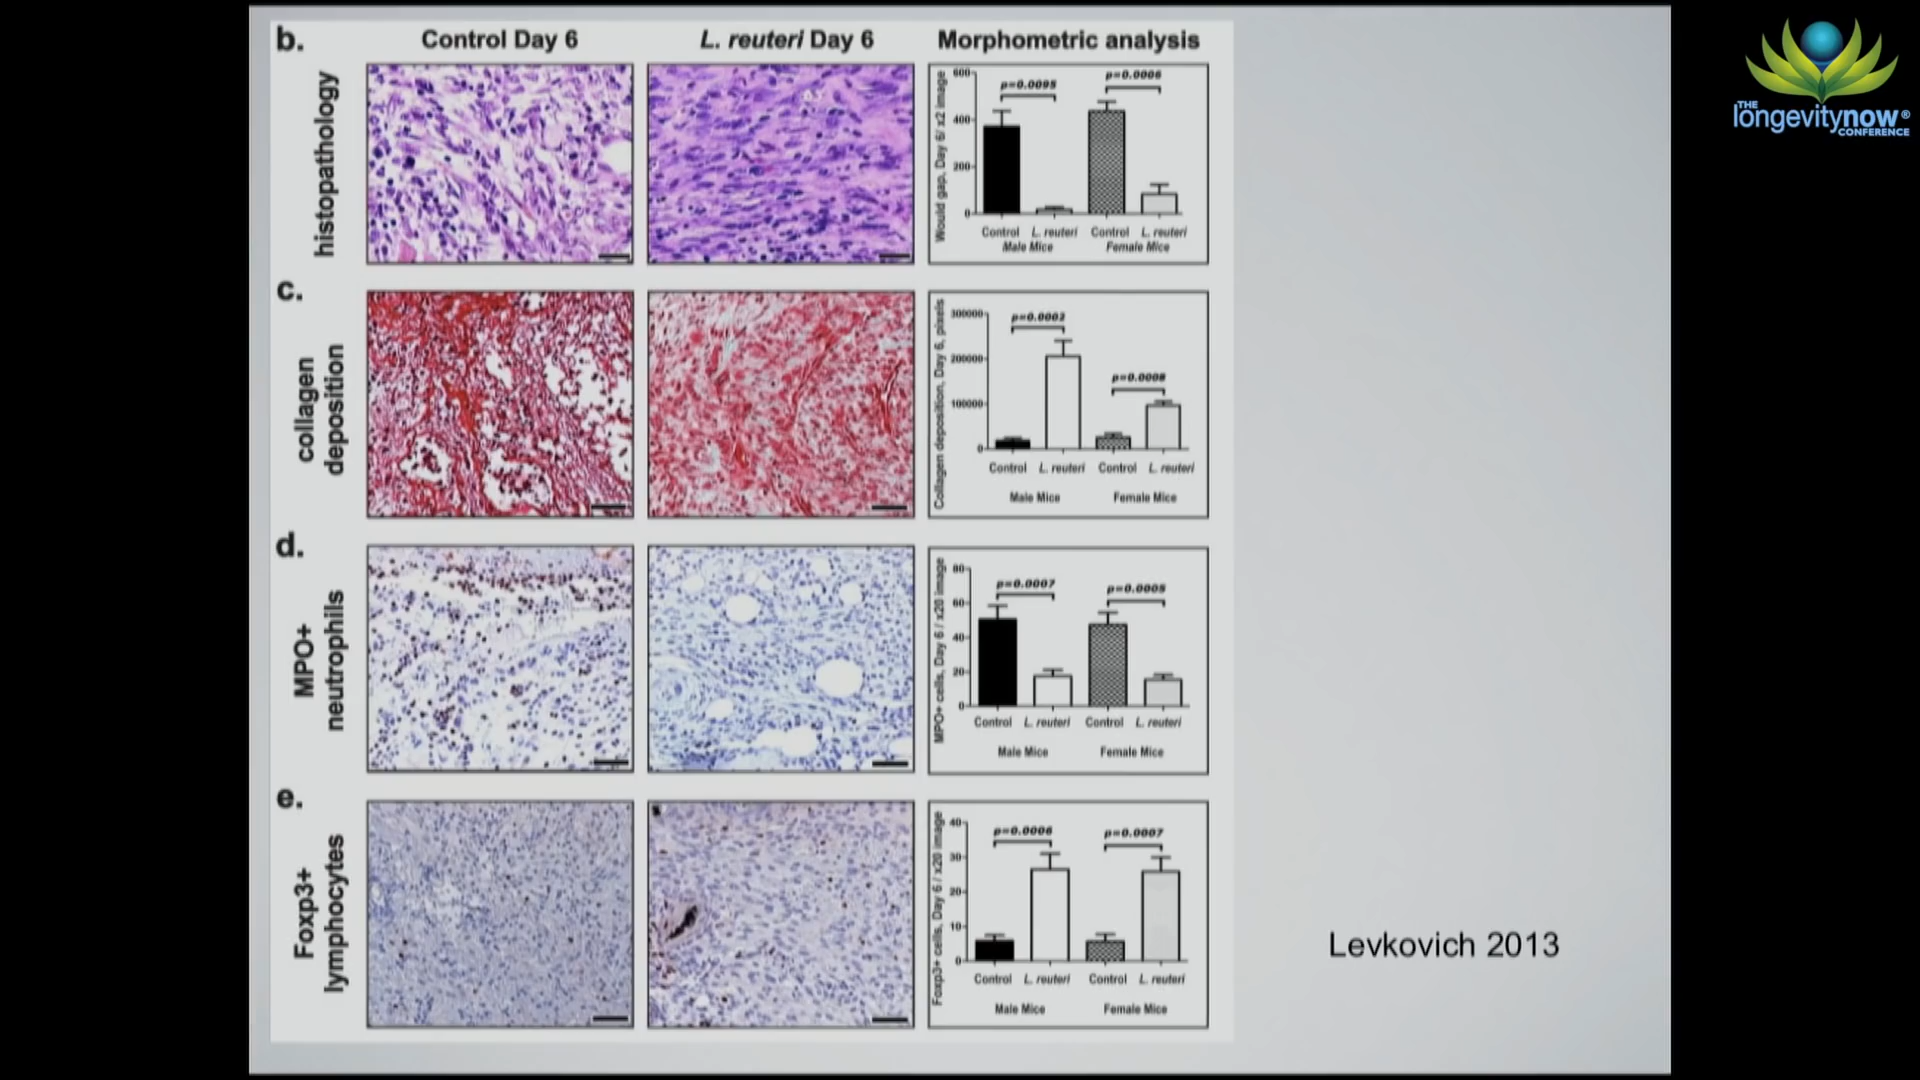 THE
longevitynow®
CONFERENCE
b.
Control Day 6
L. reuteri Day 6
Morphometric analysis
histopathology
Would gap, Day 6/ x2 image
600
400
200
0
p=0.0095
p=0.0006
Control L. reuteri Control L. reuteri
Male Mice Female Mice
c.
collagen
deposition
Collagen deposition, Day 6, pixels
300000
200000
100000
0
p=0.0002
p=0.0008
Control L. reuteri Control L. reuteri
Male Mice Female Mice
d.
MPO+
neutrophils
MPO+ cells, Day 6 / x20 image
80
60
40
20
0
p=0.0007
p=0.0005
Control L. reuteri Control L. reuteri
Male Mice Female Mice
e.
Foxp3+
lymphocytes
Foxp3+ cells, Day 6 / x20 image
40
30
20
10
0
p=0.0006
p=0.0007
Control L. reuteri Control L. reuteri
Male Mice Female Mice
Levkovich 2013